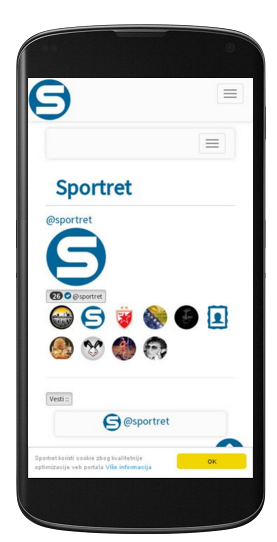 S
Sportret
@sportret
S
26 @sportret
Vesti ::
S @sportret
Sportret koristi cookie zbog kvalitetnije
optimizacije veb portala Više informacija
OK